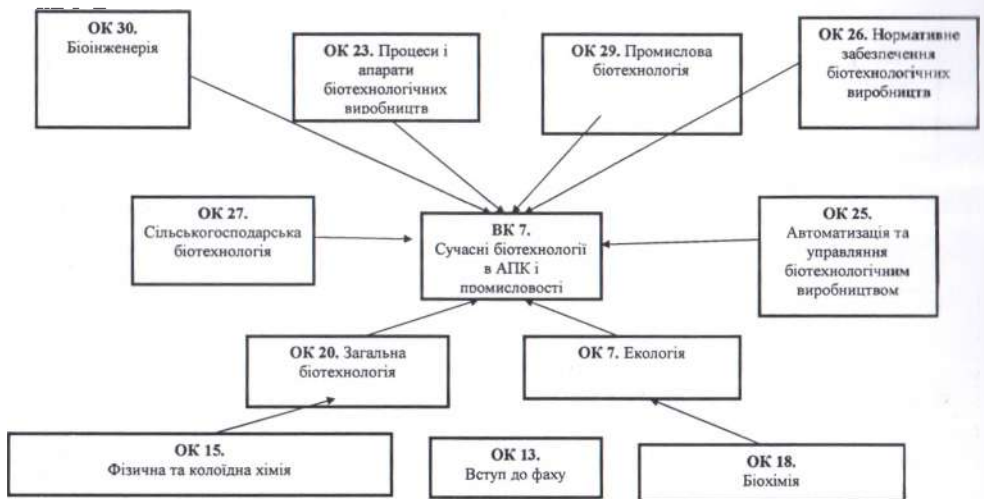 ОК 30.
Біоінженерія
ОК 23. Процеси і
апарати
біотехнологічних
виробництв
ОК 29. Промислова
біотехнологія
ОК 26. Нормативне
забезпечення
біотехнологічних
виробництв
ОК 27.
Сільськогосподарська
біотехнологія
ВК 7.
Сучасні біотехнології
в АПК і
промисловості
ОК 25.
Автоматизація та
управління
біотехнологічним
виробництвом
ОК 20. Загальна
біотехнологія
ОК 7. Екологія
ОК 15.
Фізична та колоїдна хімія
ОК 13.
Вступ до фаху
ОК 18.
Біохімія